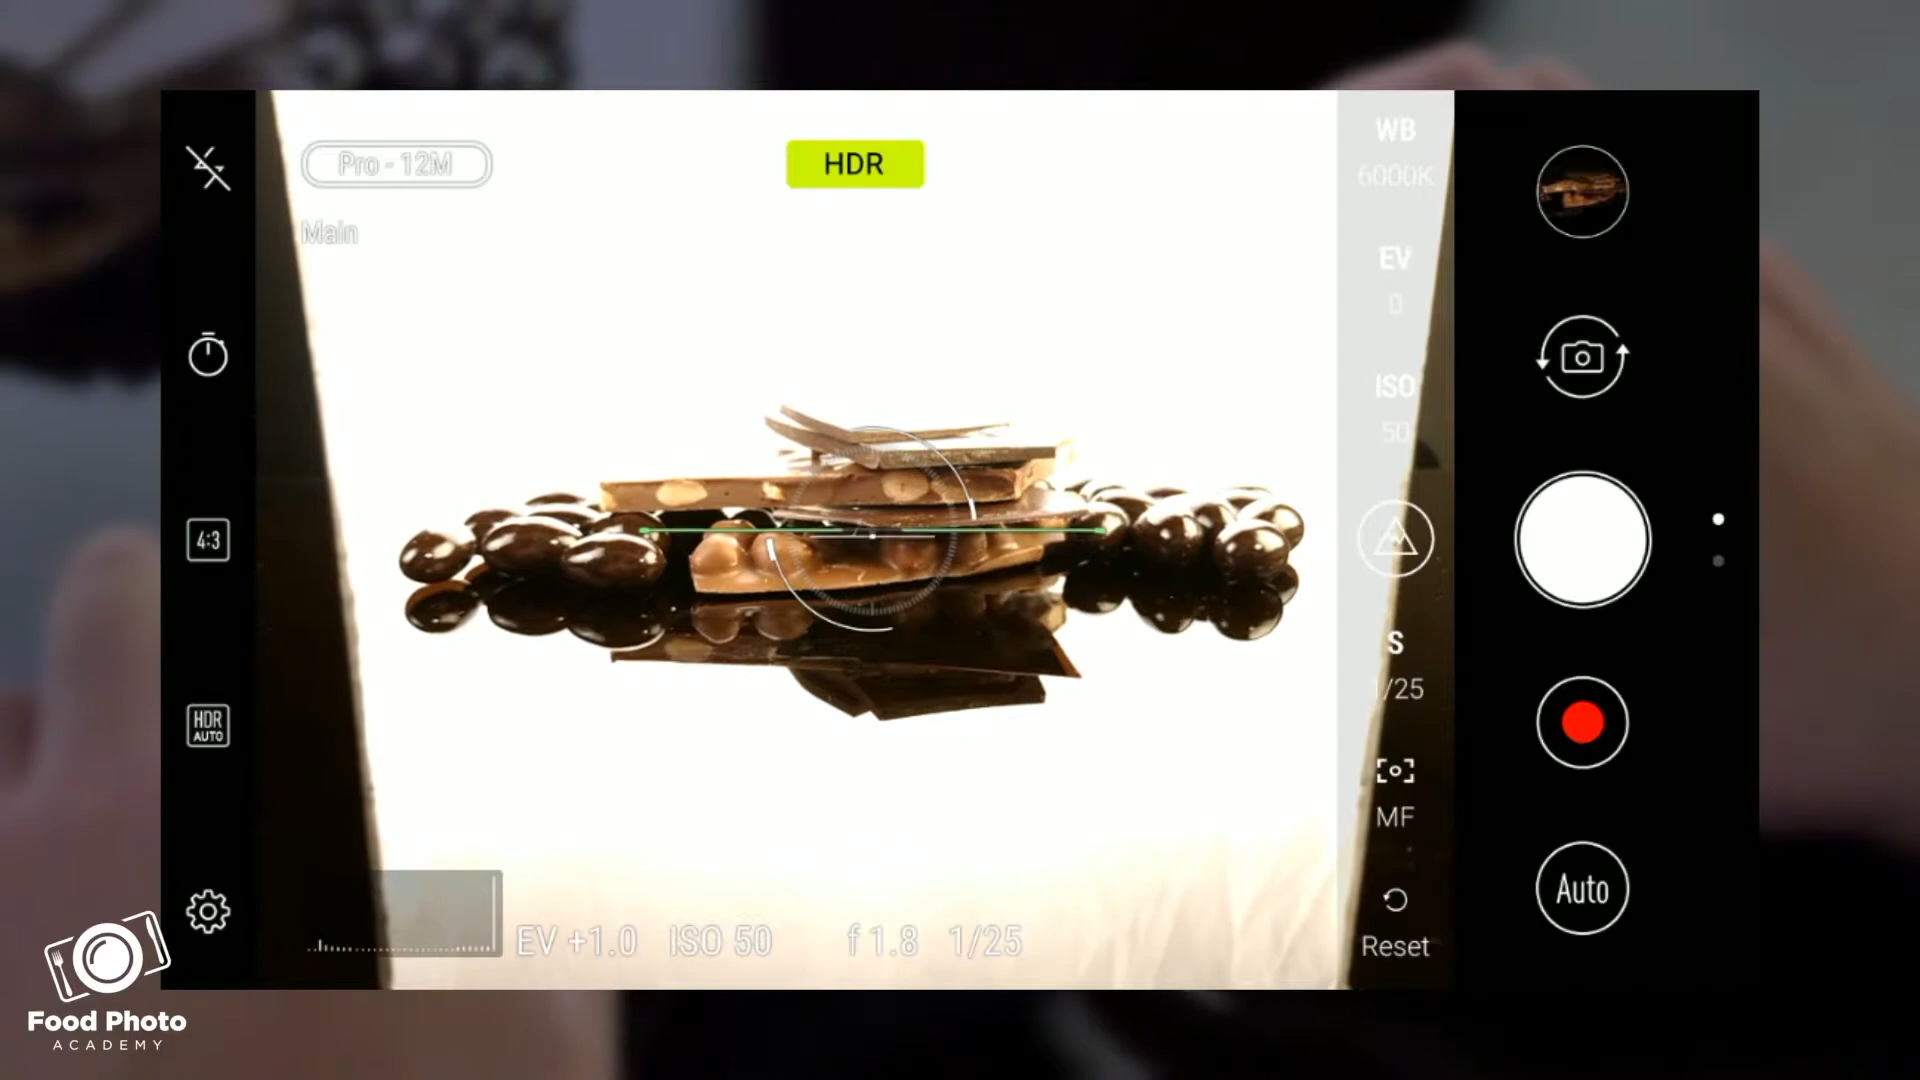 Pro - 12M
HDR
Main
WB
6000K
EV
0
ISO
50
S
1/25
MF
Reset
4:3
HDR
AUTO
EV +1.0 ISO 50 f 1.8 1/25
Auto
Food Photo
ACADEMY